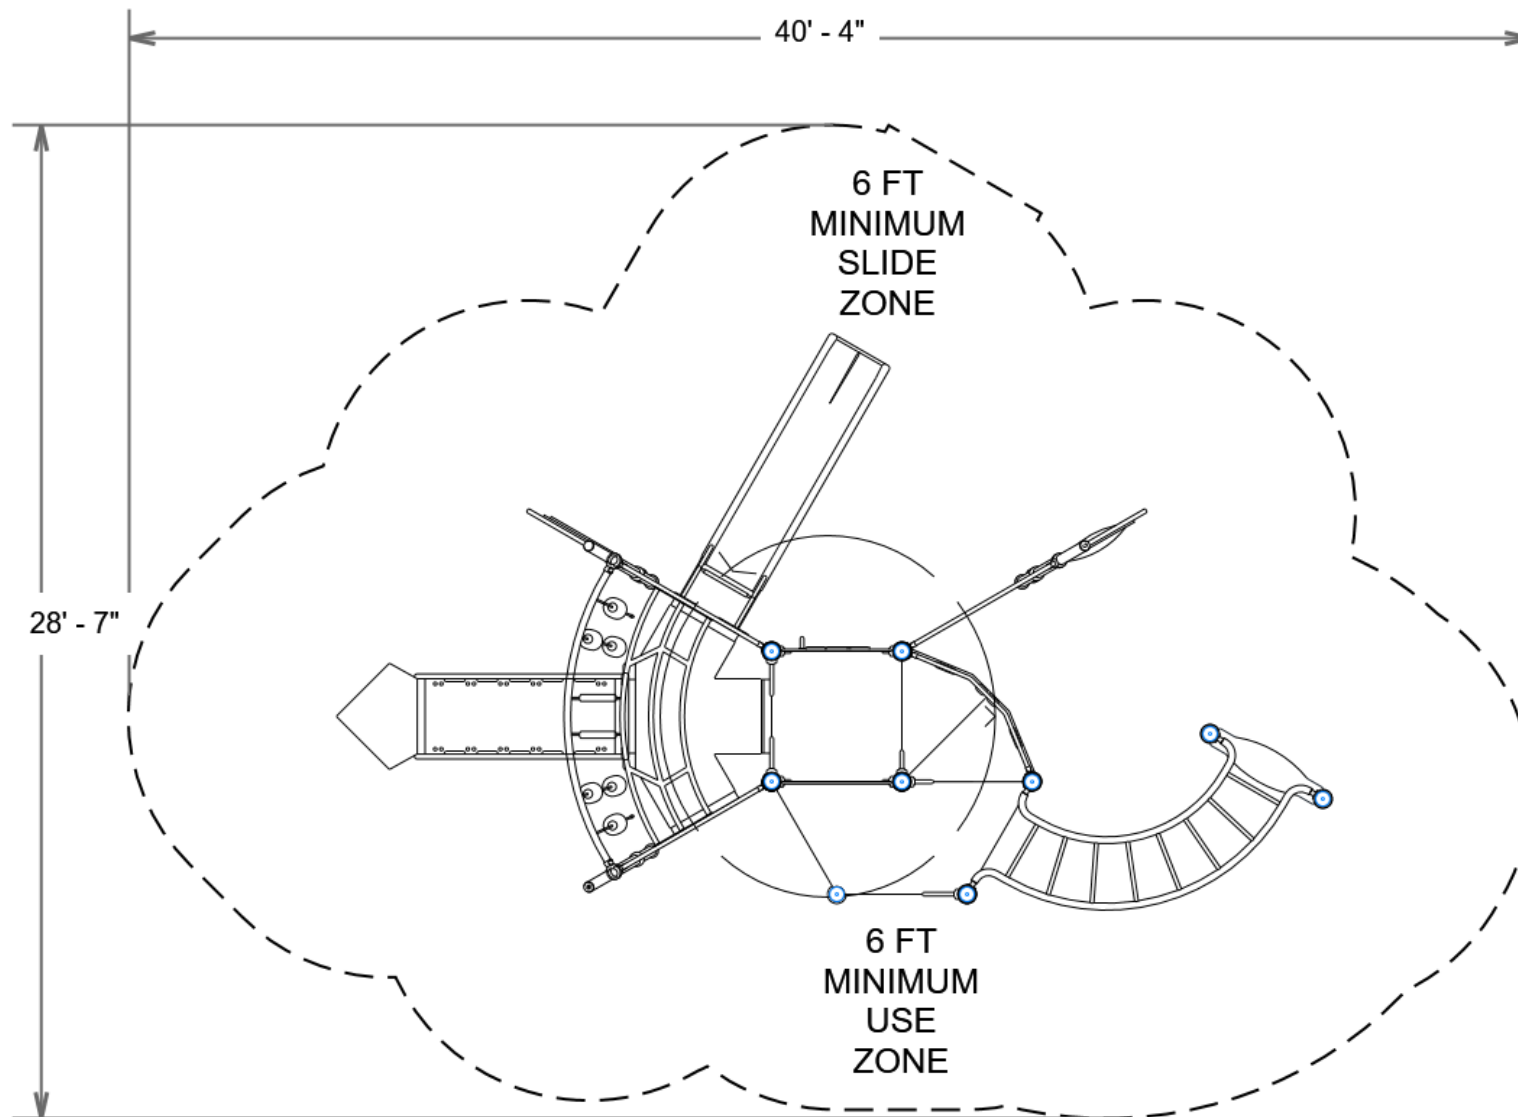 40' - 4"
6 FT
MINIMUM
SLIDE
ZONE
28' - 7"
6 FT
MINIMUM
USE
ZONE